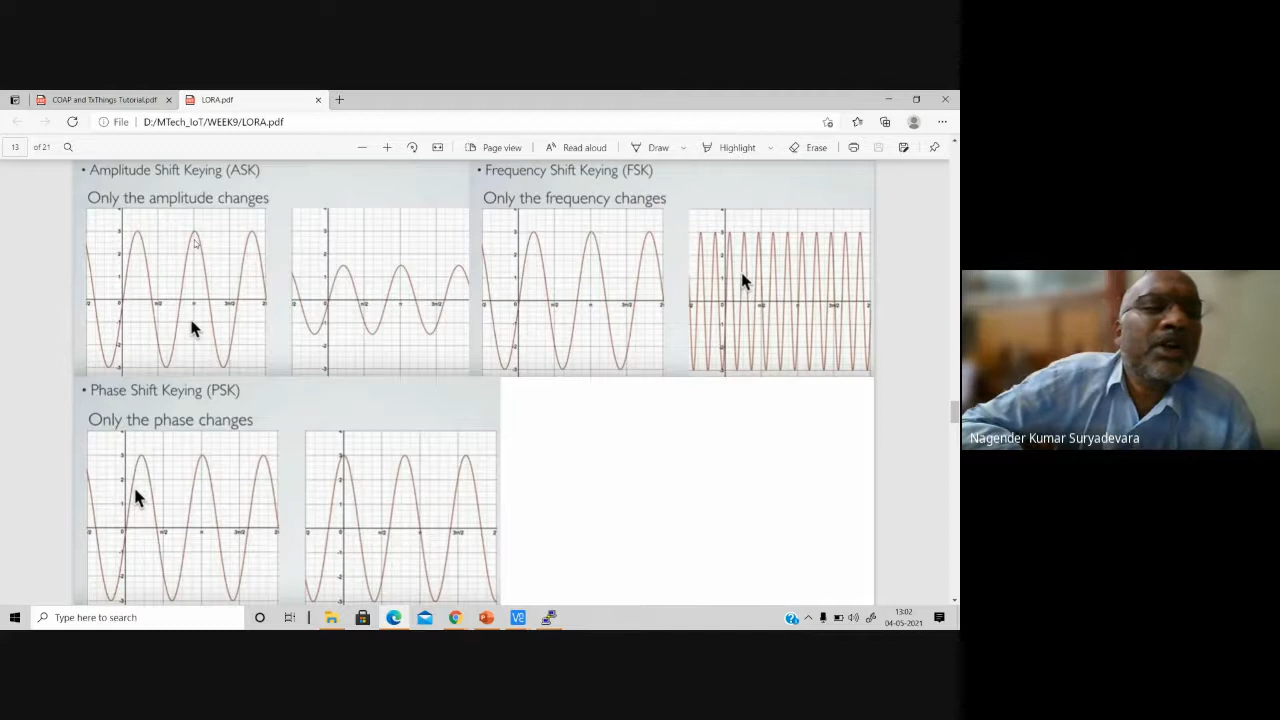 COAP and TxThings Tutorial.pdf
LORA.pdf
File
D:/MTech_IoT/WEEK9/LORA.pdf
13 of 21
Page view
Read aloud
Draw
Highlight
Erase
• Amplitude Shift Keying (ASK)
Only the amplitude changes
• Frequency Shift Keying (FSK)
Only the frequency changes
• Phase Shift Keying (PSK)
Only the phase changes
Nagender Kumar Suryadevara
Type here to search
13:02
04-05-2021